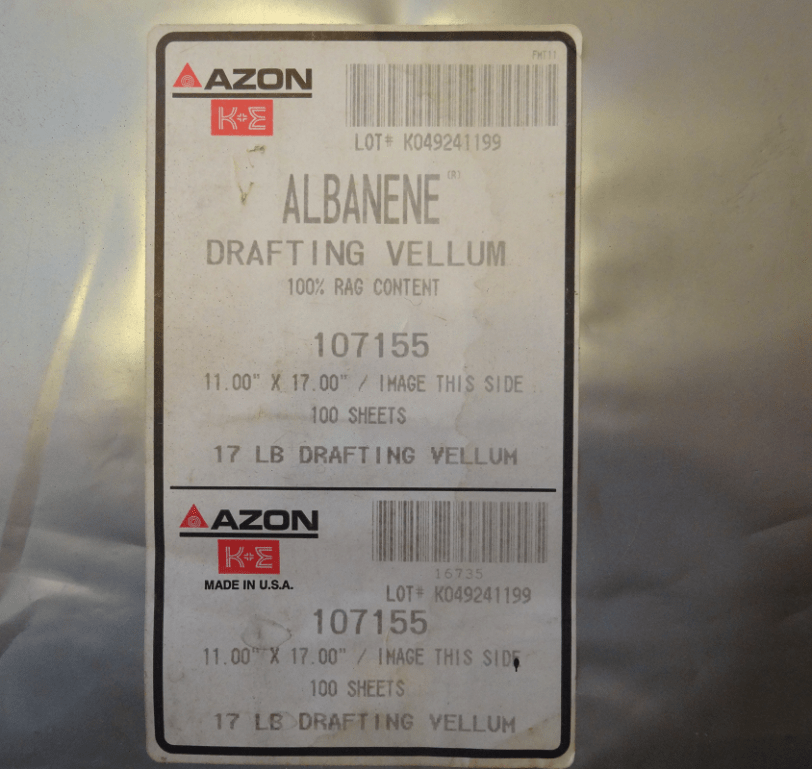 FMT11
AZON
K+E
LOT# K049241199
ALBANENE (R)
DRAFTING VELLUM
100% RAG CONTENT
107155
11.00" X 17.00" / IMAGE THIS SIDE
100 SHEETS
17 LB DRAFTING VELLUM
AZON
K+E
MADE IN U.S.A.
16735
LOT# K049241199
107155
11.00" X 17.00" / IMAGE THIS SIDE
100 SHEETS
17 LB DRAFTING VELLUM